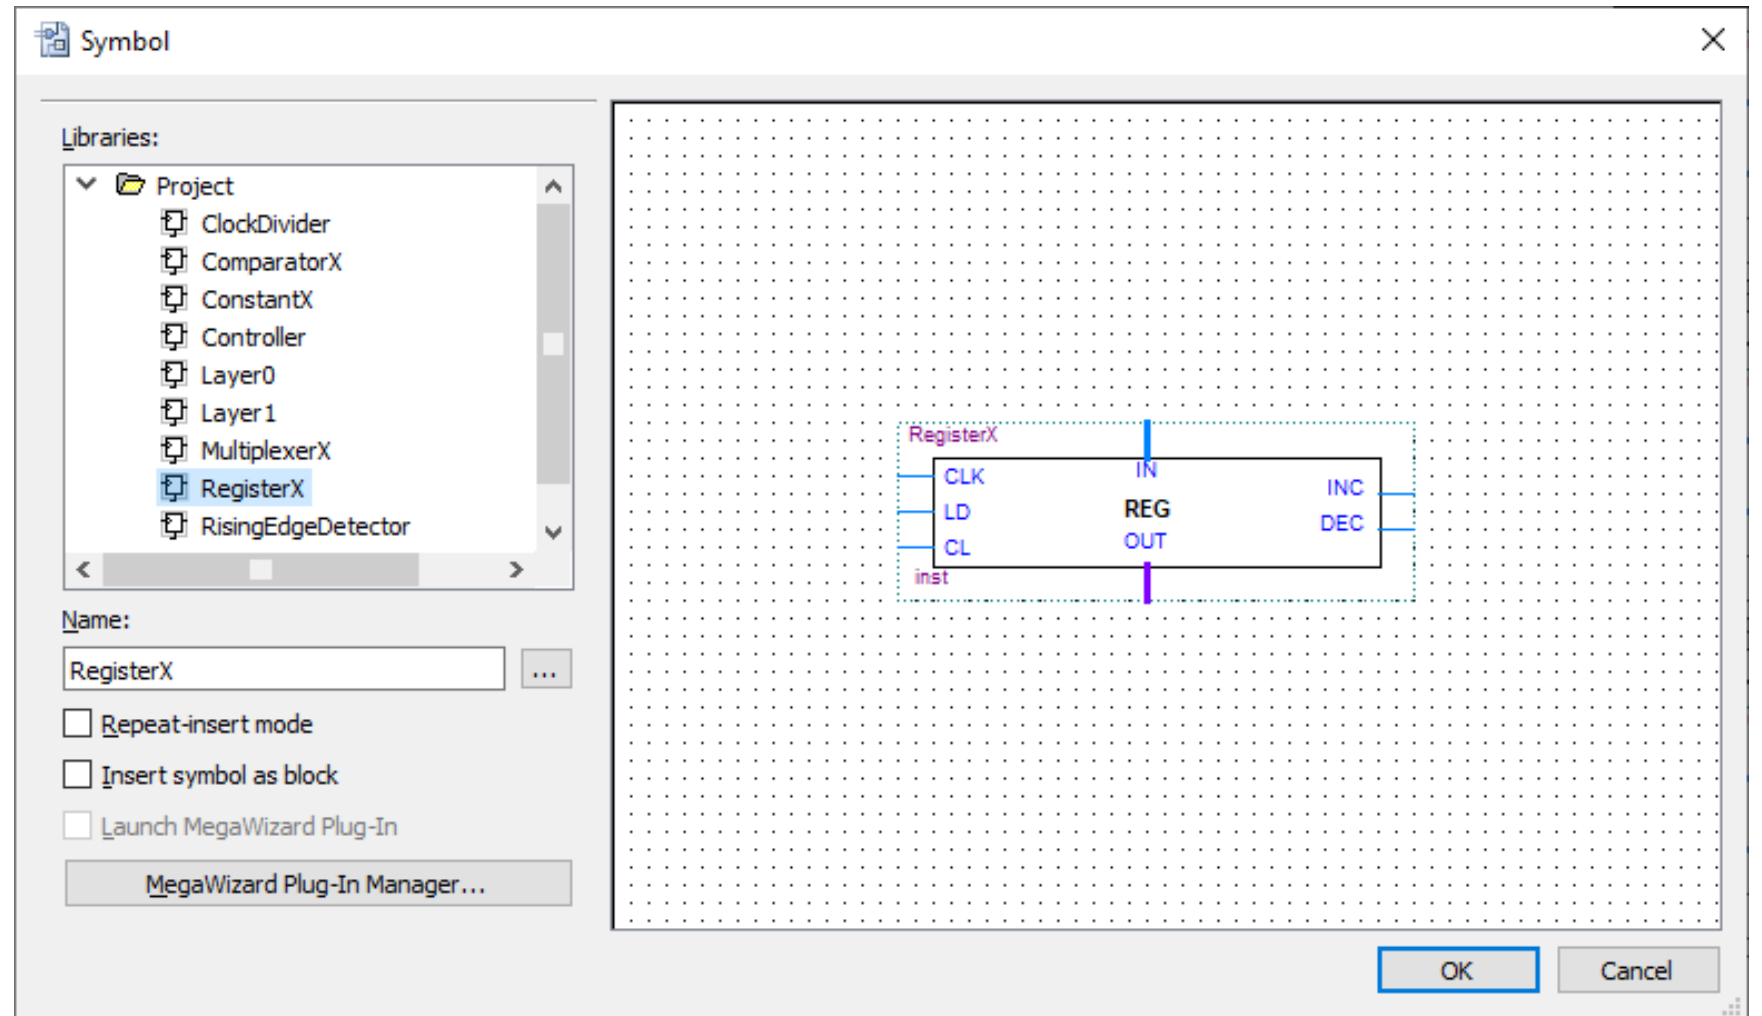 Symbol
Libraries:
Project
ClockDivider
ComparatorX
ConstantX
Controller
Layer0
Layer1
MultiplexerX
RegisterX
RisingEdgeDetector
Name:
RegisterX
...
Repeat-insert mode
Insert symbol as block
Launch MegaWizard Plug-In
MegaWizard Plug-In Manager...
RegisterX
CLK IN INC
LD REG DEC
CL OUT
inst
OK Cancel